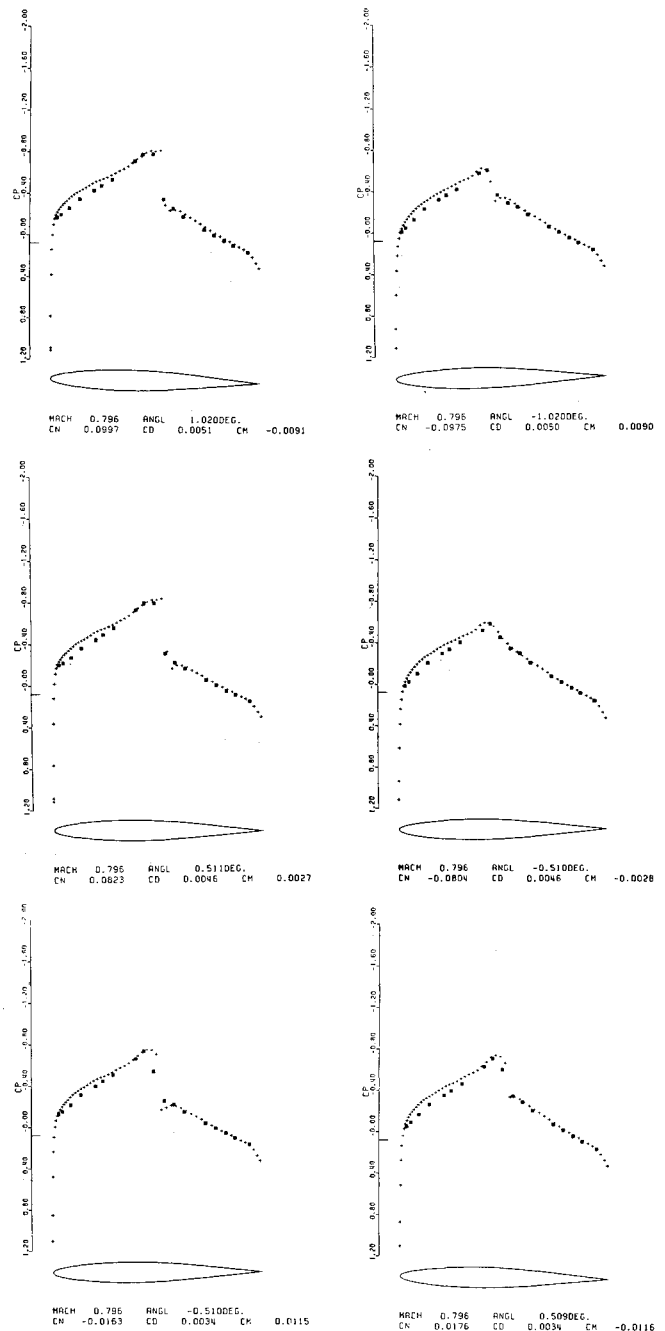 -2.00 -1.60 -1.20 -0.80 -0.40 -0.00 0.40 0.80 1.20
CP
MACH 0.796 ANGL 1.020DEG.
CN 0.0997 CD 0.0051 CM -0.0091
-2.00 -1.60 -1.20 -0.80 -0.40 -0.00 0.40 0.80 1.20
CP
MACH 0.796 ANGL -1.020DEG.
CN -0.0975 CD 0.0050 CM 0.0090
-2.00 -1.60 -1.20 -0.80 -0.40 -0.00 0.40 0.80 1.20
CP
MACH 0.796 ANGL 0.511DEG.
CN 0.0823 CD 0.0046 CM 0.0027
-2.00 -1.60 -1.20 -0.80 -0.40 -0.00 0.40 0.80 1.20
CP
MACH 0.796 ANGL -0.510DEG.
CN -0.0804 CD 0.0046 CM -0.0028
-2.00 -1.60 -1.20 -0.80 -0.40 -0.00 0.40 0.80 1.20
CP
MACH 0.796 ANGL -0.510DEG.
CN -0.0163 CD 0.0034 CM 0.0115
-2.00 -1.60 -1.20 -0.80 -0.40 -0.00 0.40 0.80 1.20
CP
MACH 0.796 ANGL 0.509DEG.
CN 0.0176 CD 0.0034 CM -0.0116